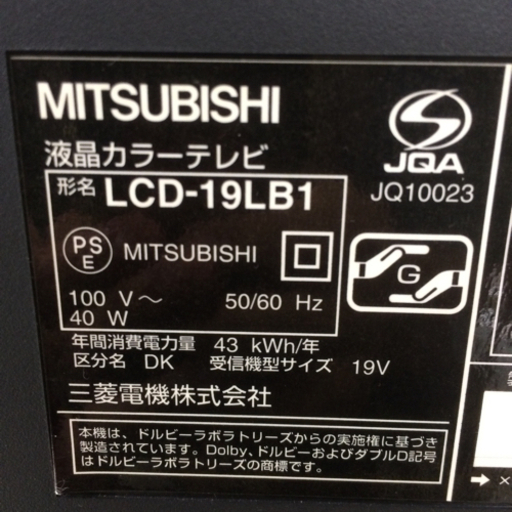 MITSUBISHI
液晶カラーテレビ
形名 LCD-19LB1
PS
E
MITSUBISHI
100 V～ 50/60 Hz
40 W
JQA
JQ10023
G
年間消費電力量 43 kWh/年
区分名 DK 受信機型サイズ 19V
三菱電機株式会社
本機は、ドルビーラボラトリーズからの実施権に基づき
製造されています。Dolby、ドルビーおよびダブルD記号
はドルビーラボラトリーズの商標です。